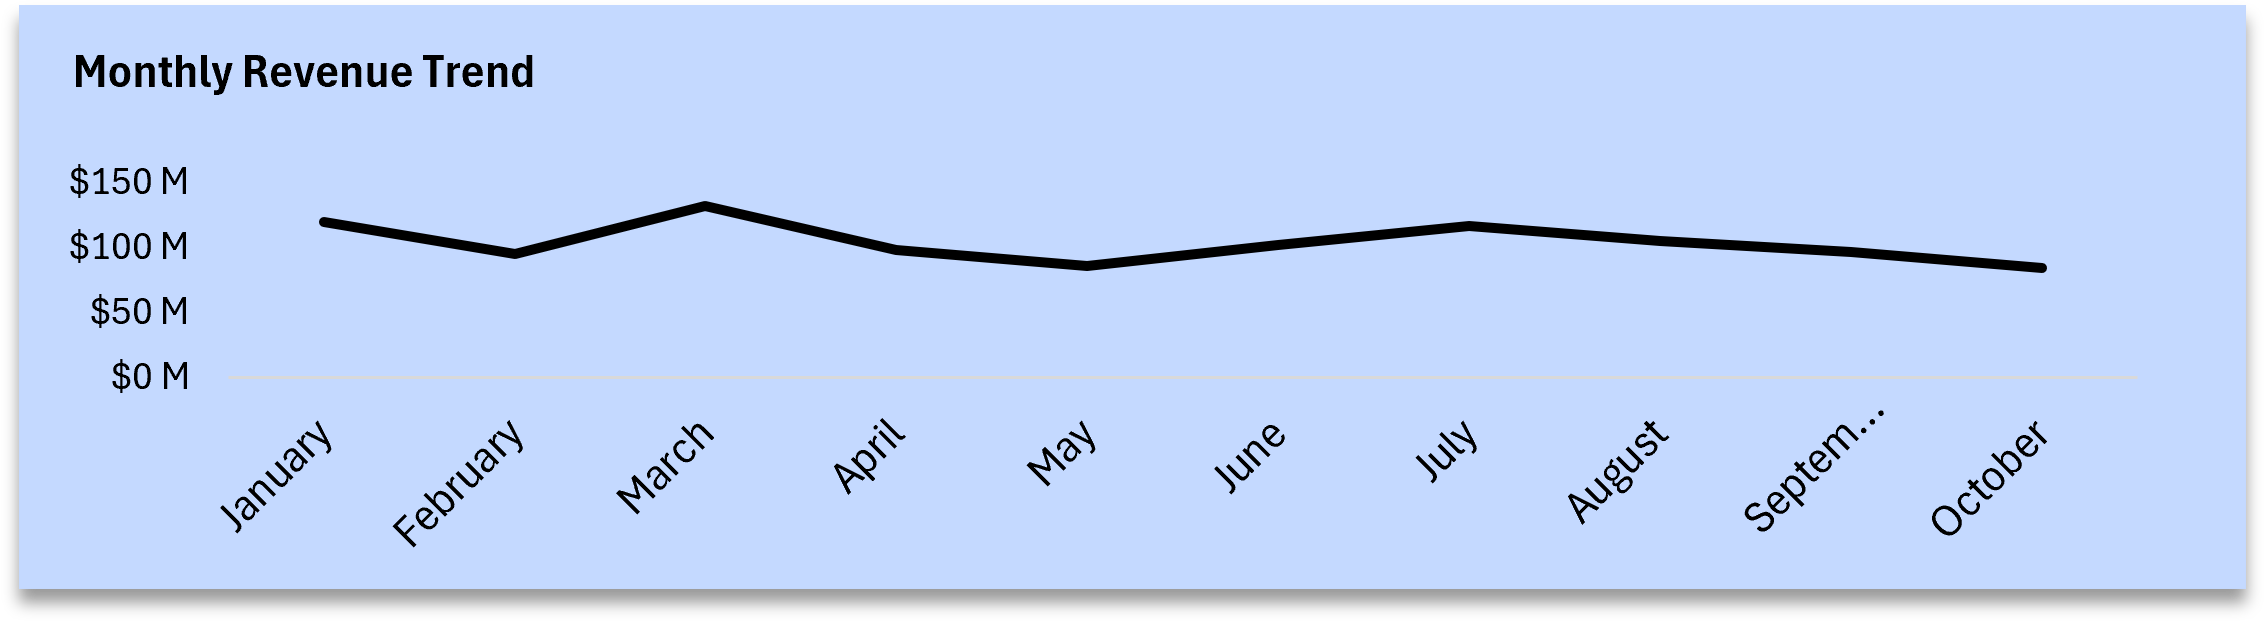 Monthly Revenue Trend
$150 M
$100 M
$50 M
$0 M
January
February
March
April
May
June
July
August
Septem...
October